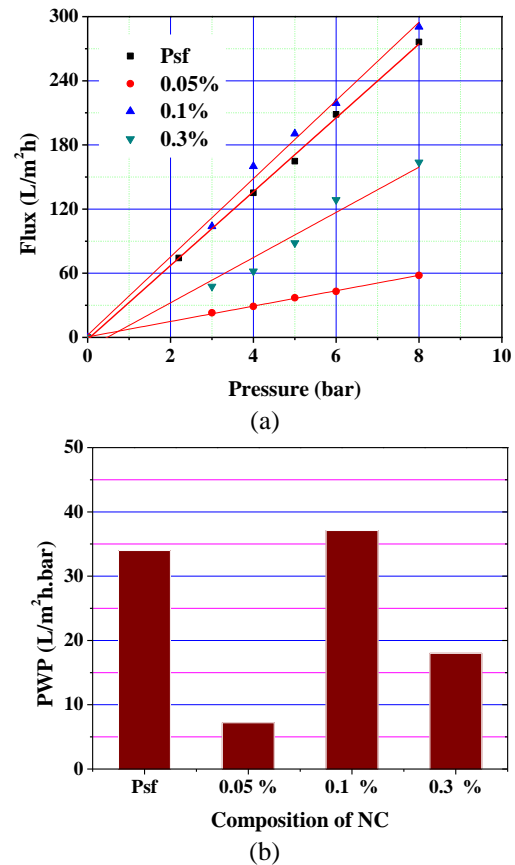 300
240
180
120
60
0
Flux (L/m²h)
Psf
0.05%
0.1%
0.3%
0 2 4 6 8 10
Pressure (bar)
(a)
50
40
30
20
10
0
PWP (L/m²h.bar)
Psf 0.05 % 0.1 % 0.3 %
Composition of NC
(b)